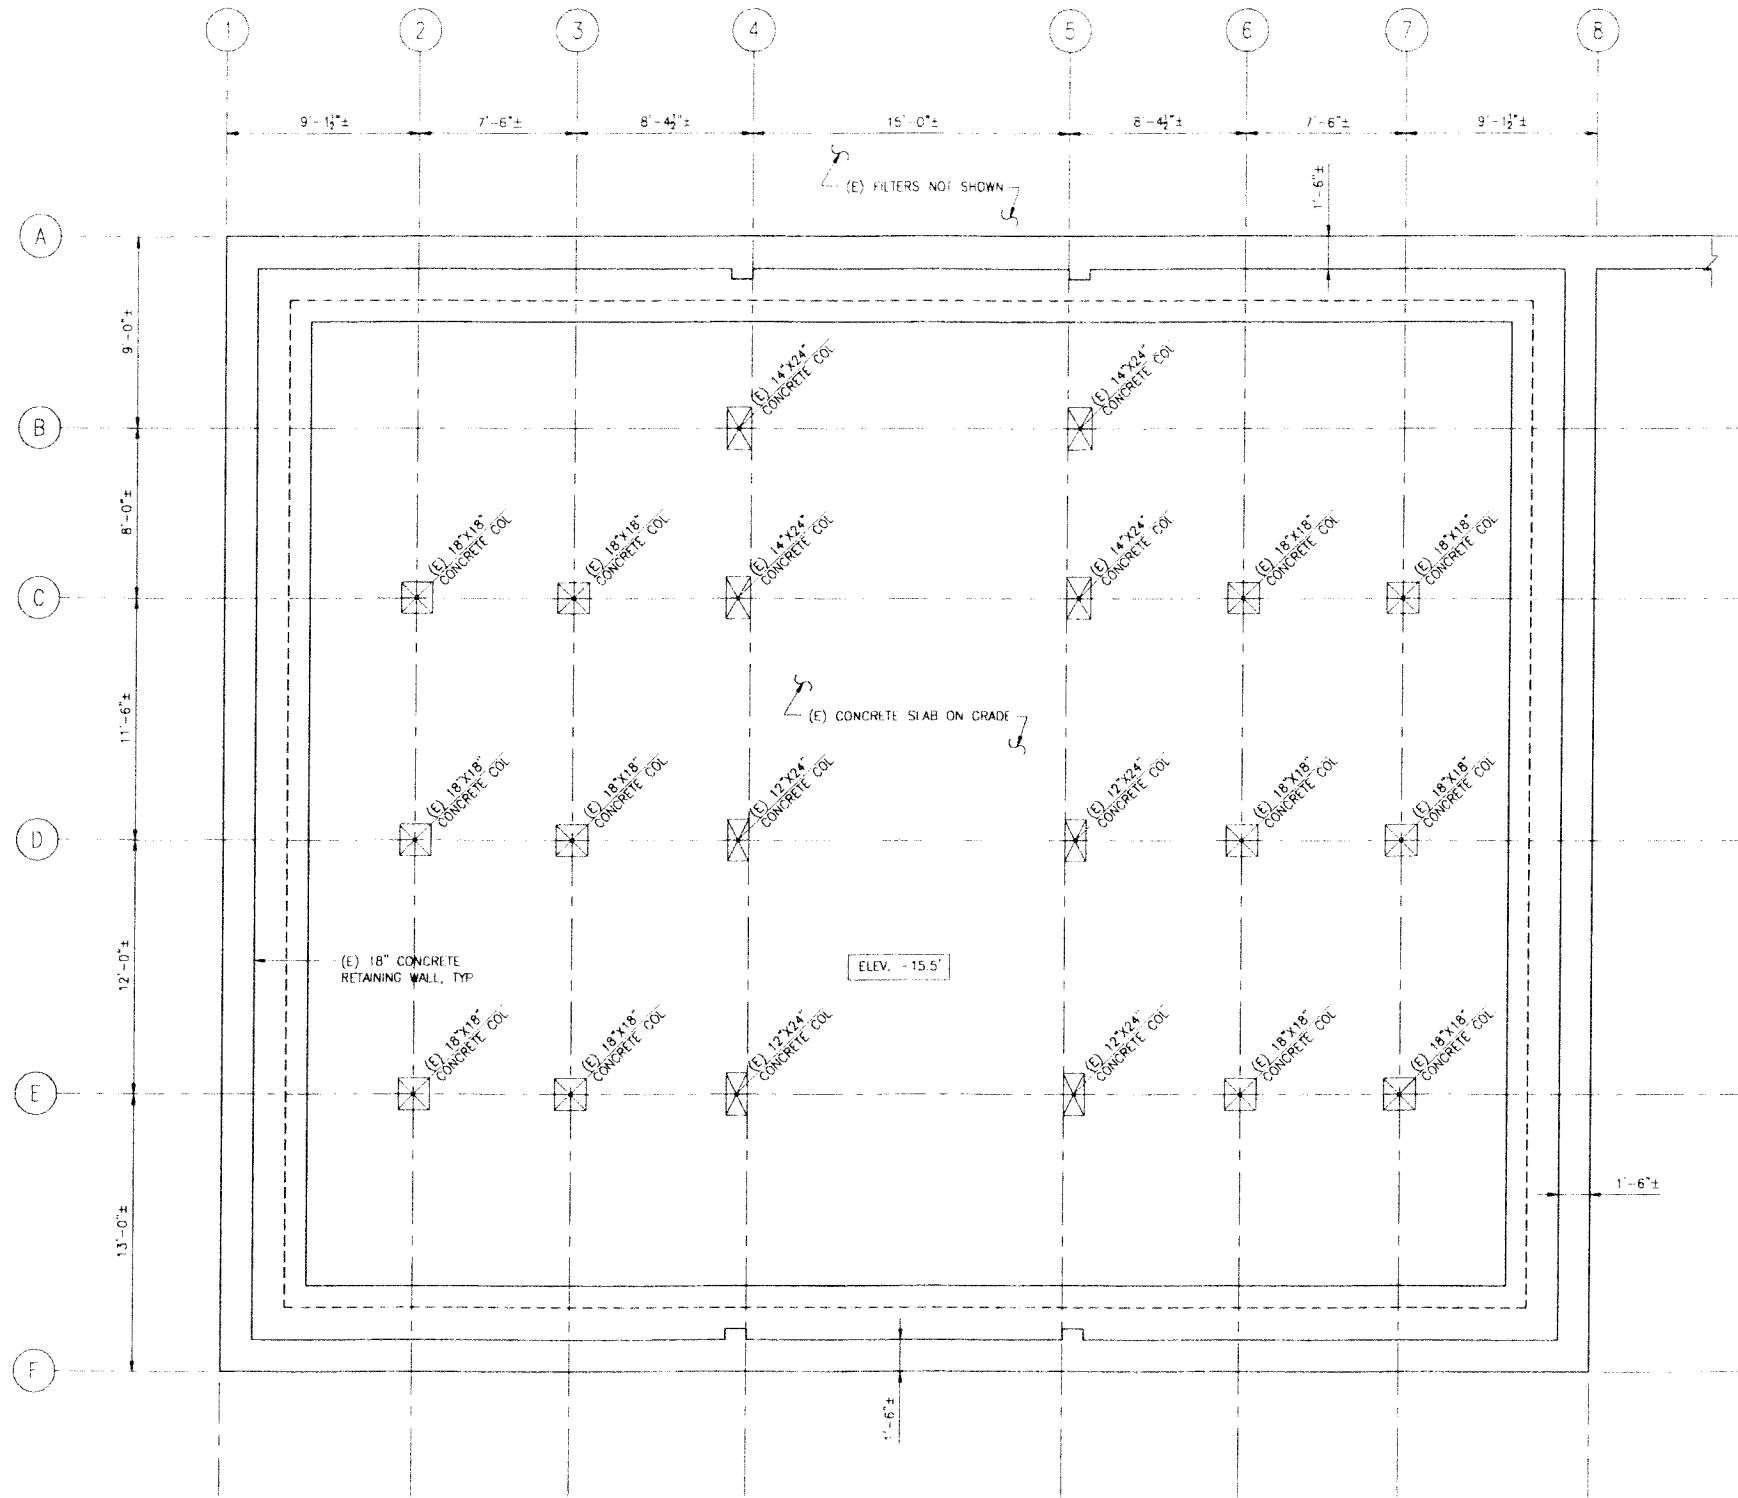 1 2 3 4 5 6 7 8
9'-1½"± 7'-6"± 8'-4½"± 15'-0"± 8'-4½"± 7'-6"± 9'-1½"±
(E) FILTERS NOT SHOWN
1'-6"±
A
9'-0"±
(E) 14"X24"
CONCRETE COL
(E) 14"X24"
CONCRETE COL
B
8'-0"±
(E) 18"X18"
CONCRETE COL
(E) 18"X18"
CONCRETE COL
(E) 14"X24"
CONCRETE COL
(E) 14"X24"
CONCRETE COL
(E) 18"X18"
CONCRETE COL
(E) 18"X18"
CONCRETE COL
C
11'-6"±
(E) CONCRETE SLAB ON GRADE
(E) 18"X18"
CONCRETE COL
(E) 18"X18"
CONCRETE COL
(E) 12"X24"
CONCRETE COL
(E) 12"X24"
CONCRETE COL
(E) 18"X18"
CONCRETE COL
(E) 18"X18"
CONCRETE COL
D
12'-0"±
(E) 18" CONCRETE
RETAINING WALL, TYP
ELEV. -15.5'
(E) 18"X18"
CONCRETE COL
(E) 18"X18"
CONCRETE COL
(E) 12"X24"
CONCRETE COL
(E) 12"X24"
CONCRETE COL
(E) 18"X18"
CONCRETE COL
(E) 18"X18"
CONCRETE COL
E
13'-0"±
1'-6"±
F
1'-6"±